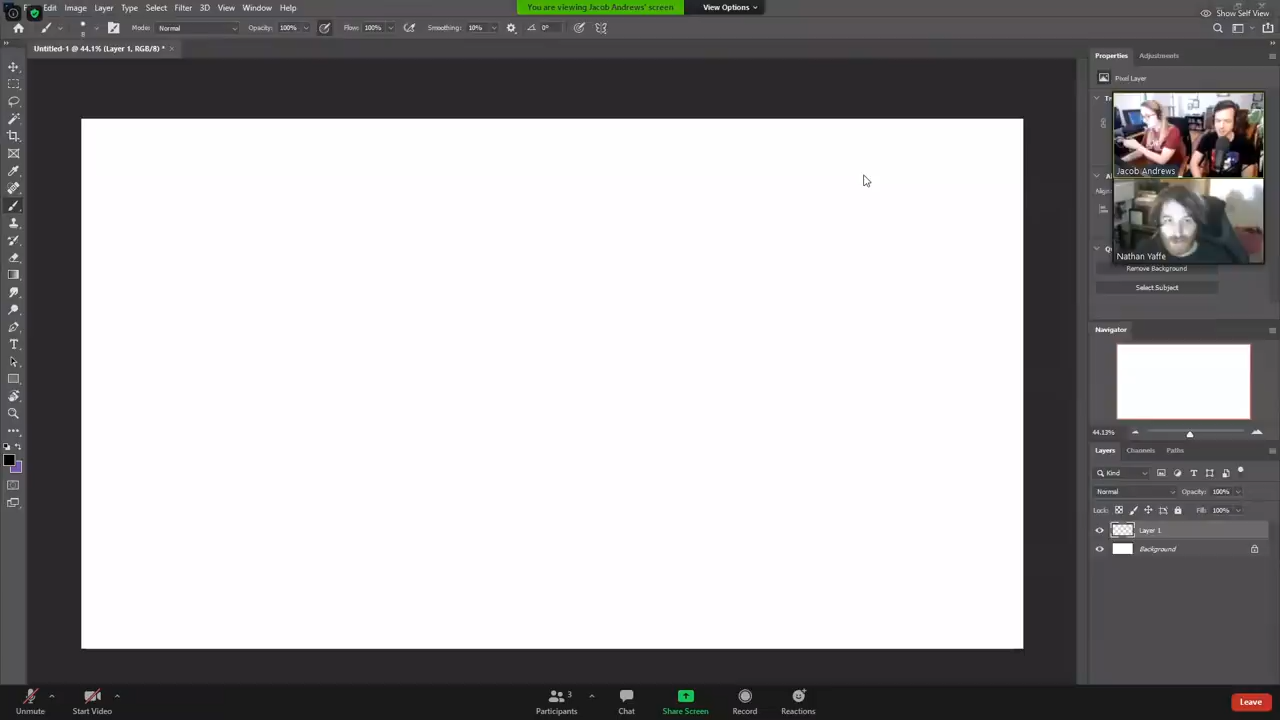 You are viewing Jacob Andrews' screen
View Options
Edit Image Layer Type Select Filter 3D View Window Help
Show Self View
Mode: Normal Opacity: 100% Flow: 100% Smoothing: 10% 0°
Untitled-1 @ 44.1% (Layer 1, RGB/8) *
Properties Adjustments
Pixel Layer
Jacob Andrews
Nathan Yaffe
Remove Background
Select Subject
Navigator
44.13%
Layers Channels Paths
Kind
Normal Opacity: 100%
Lock: Fill: 100%
Layer 1
Background
Unmute Start Video Participants 3 Chat Share Screen Record Reactions Leave